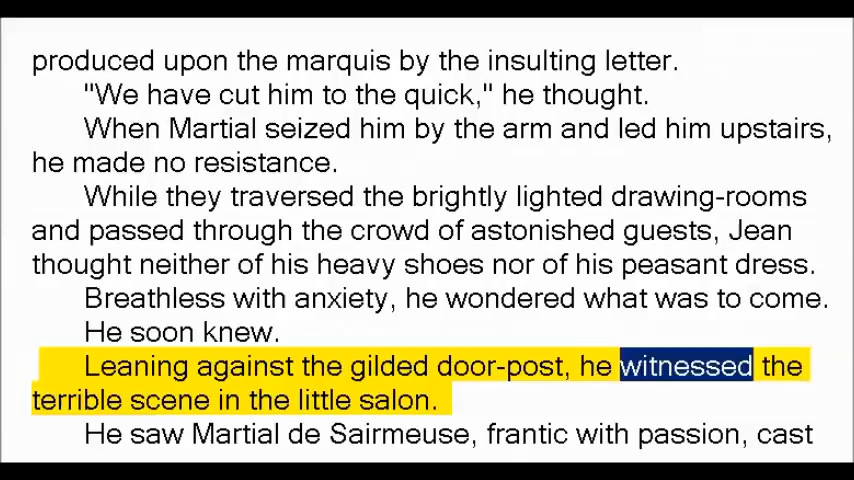 produced upon the marquis by the insulting letter.
"We have cut him to the quick," he thought.
When Martial seized him by the arm and led him upstairs,
he made no resistance.
While they traversed the brightly lighted drawing-rooms
and passed through the crowd of astonished guests, Jean
thought neither of his heavy shoes nor of his peasant dress.
Breathless with anxiety, he wondered what was to come.
He soon knew.
Leaning against the gilded door-post, he witnessed the
terrible scene in the little salon.
He saw Martial de Sairmeuse, frantic with passion, cast